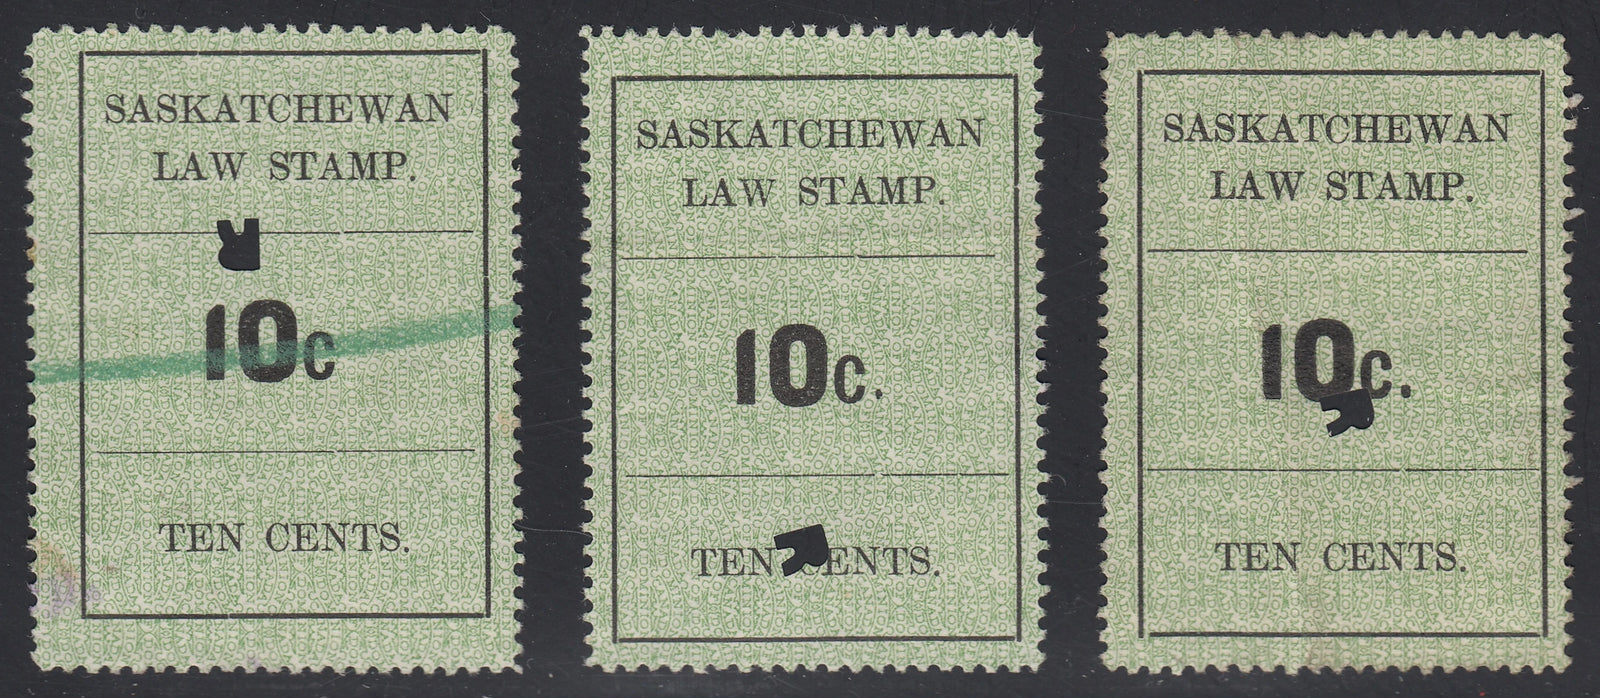 SASKATCHEWAN
LAW STAMP.
10c
TEN CENTS.
SASKATCHEWAN
LAW STAMP.
10c.
TEN CENTS.
SASKATCHEWAN
LAW STAMP.
10c.
TEN CENTS.